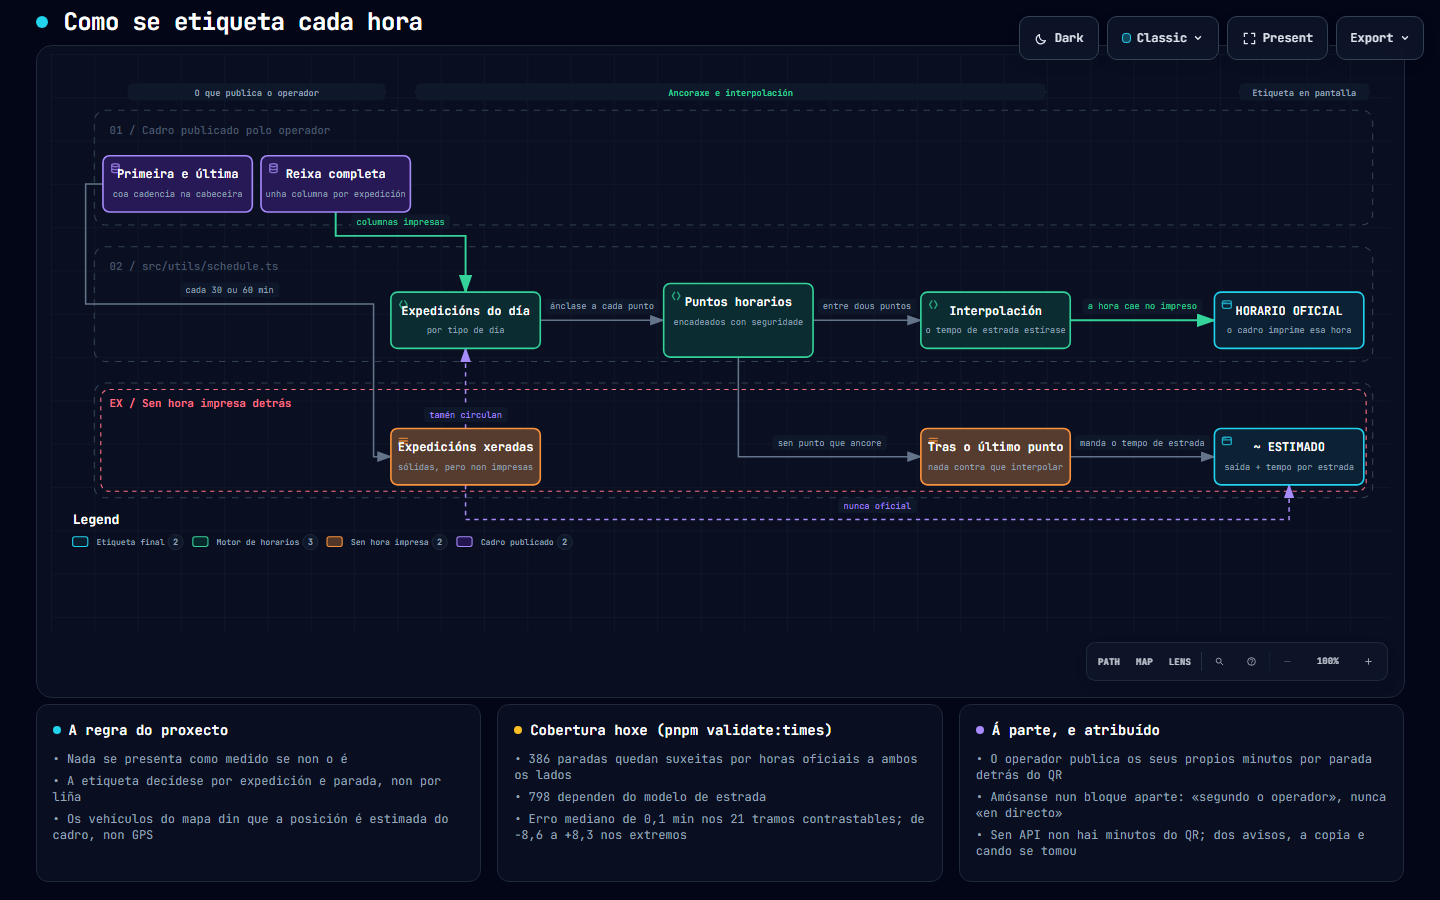 Como se etiqueta cada hora
Dark
Classic
Present
Export
O que publica o operador
Ancoraxe e interpolación
Etiqueta en pantalla
01 / Cadro publicado polo operador
Primeira e última
coa cadencia na cabeceira
Reixa completa
unha columna por expedición
columnas impresas
02 / src/utils/schedule.ts
cada 30 ou 60 min
Expedicións do día
por tipo de día
ánclase a cada punto
Puntos horarios
encadeados con seguridade
entre dous puntos
Interpolación
o tempo de estrada estírase
a hora cae no impreso
HORARIO OFICIAL
o cadro imprime esa hora
EX / Sen hora impresa detrás
tamén circulan
Expedicións xeradas
sólidas, pero non impresas
sen punto que ancore
Tras o último punto
nada contra que interpolar
manda o tempo de estrada
~ ESTIMADO
saída + tempo por estrada
nunca oficial
Legend
Etiqueta final 2
Motor de horarios 3
Sen hora impresa 2
Cadro publicado 2
PATH
MAP
LENS
100%
A regra do proxecto
• Nada se presenta como medido se non o é
• A etiqueta decídese por expedición e parada, non por
liña
• Os vehículos do mapa din que a posición é estimada do
cadro, non GPS
Cobertura hoxe (pnpm validate:times)
• 386 paradas quedan suxeitas por horas oficiais a ambos
os lados
• 798 dependen do modelo de estrada
• Erro mediano de 0,1 min nos 21 tramos contrastables; de
-8,6 a +8,3 nos extremos
Á parte, e atribuído
• O operador publica os seus propios minutos por parada
detrás do QR
• Amósanse nun bloque aparte: «segundo o operador», nunca
«en directo»
• Sen API non hai minutos do QR; dos avisos, a copia e
cando se tomou